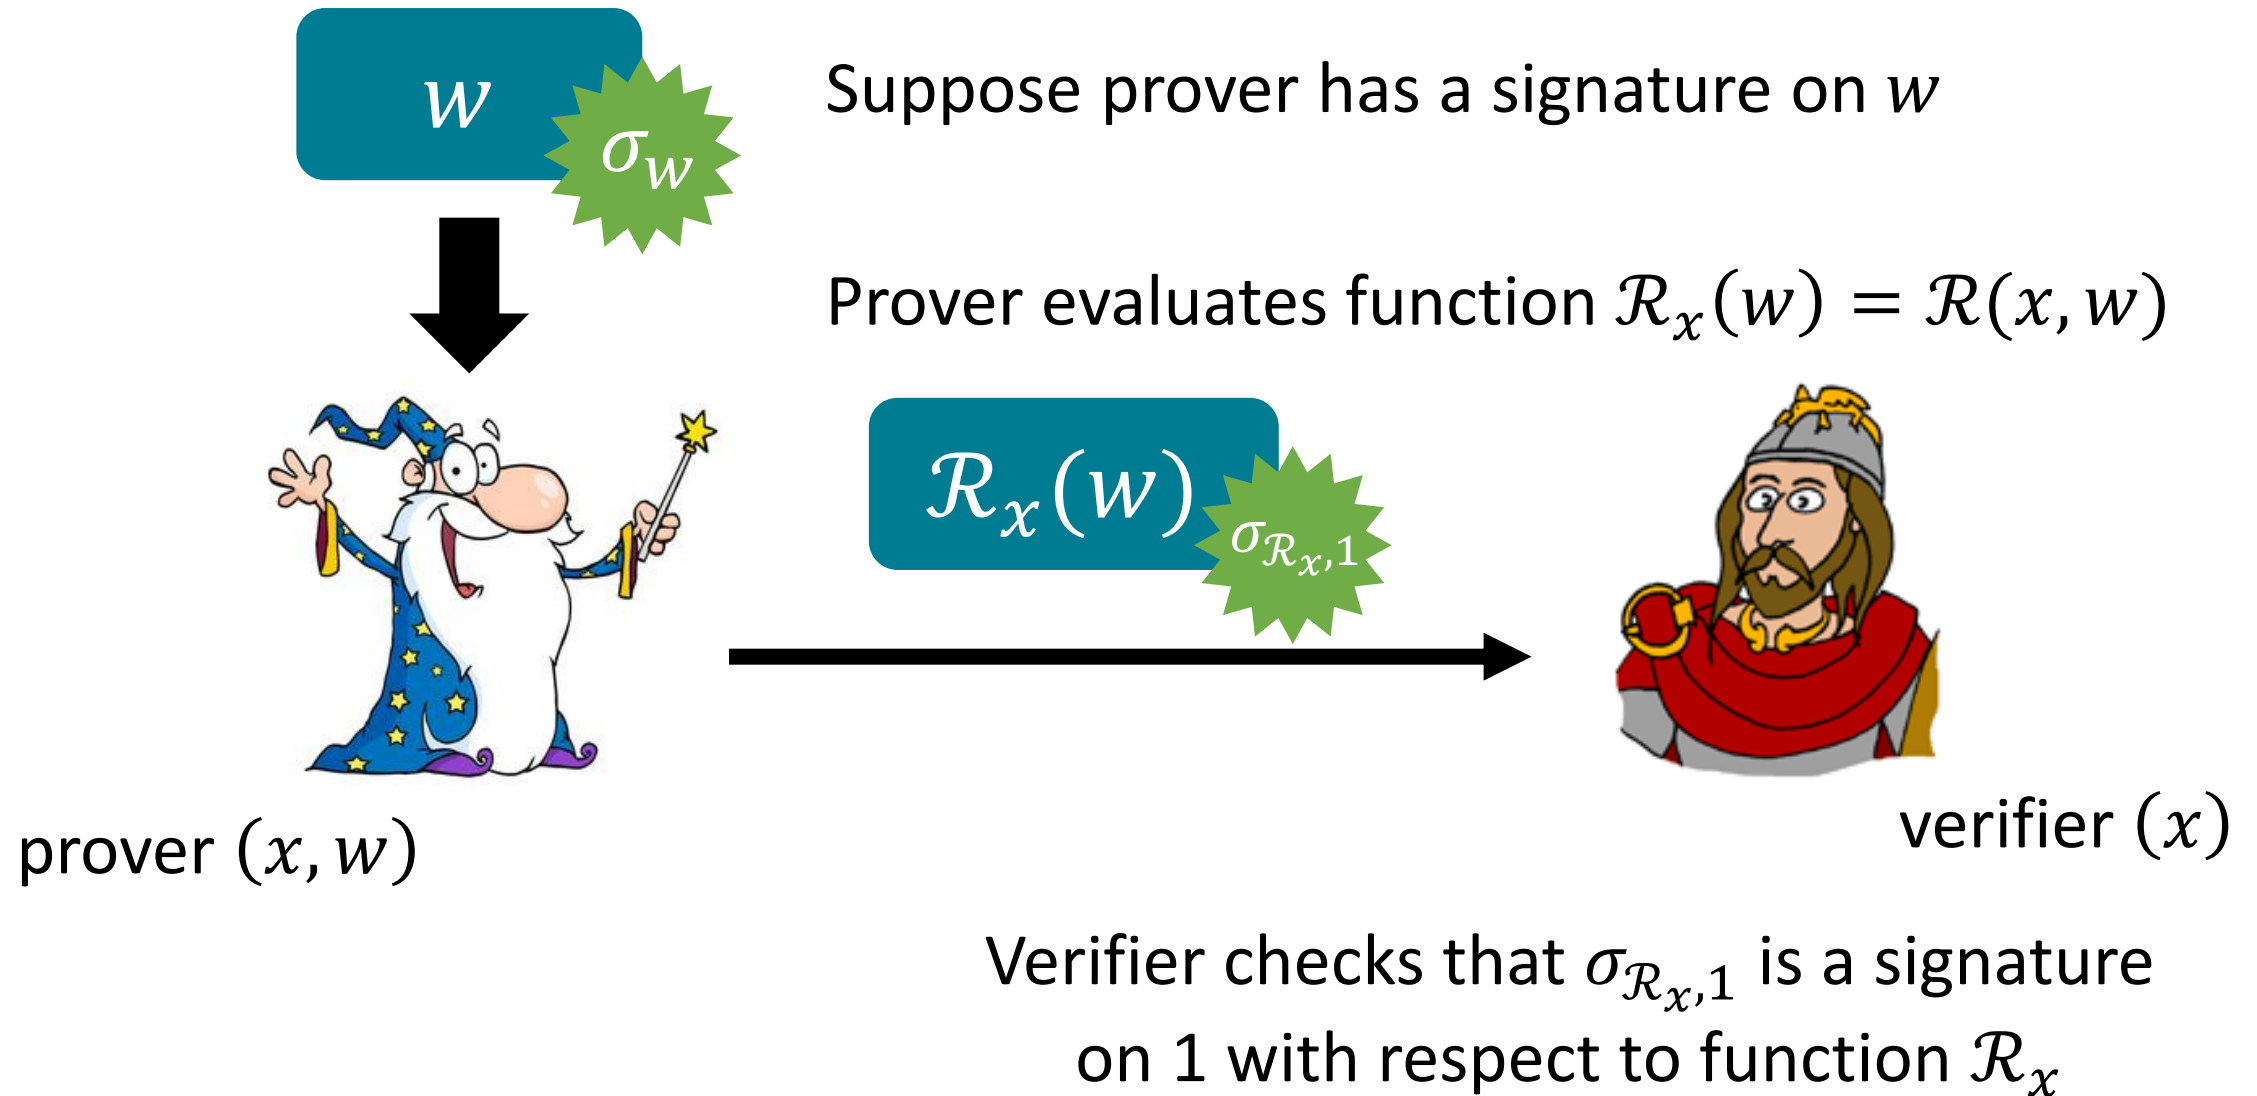 w
σ_w
Suppose prover has a signature on w
Prover evaluates function ℛ_x(w) = ℛ(x, w)
ℛ_x(w)
σ_{ℛ_x,1}
prover (x, w)
verifier (x)
Verifier checks that σ_{ℛ_x,1} is a signature
on 1 with respect to function ℛ_x